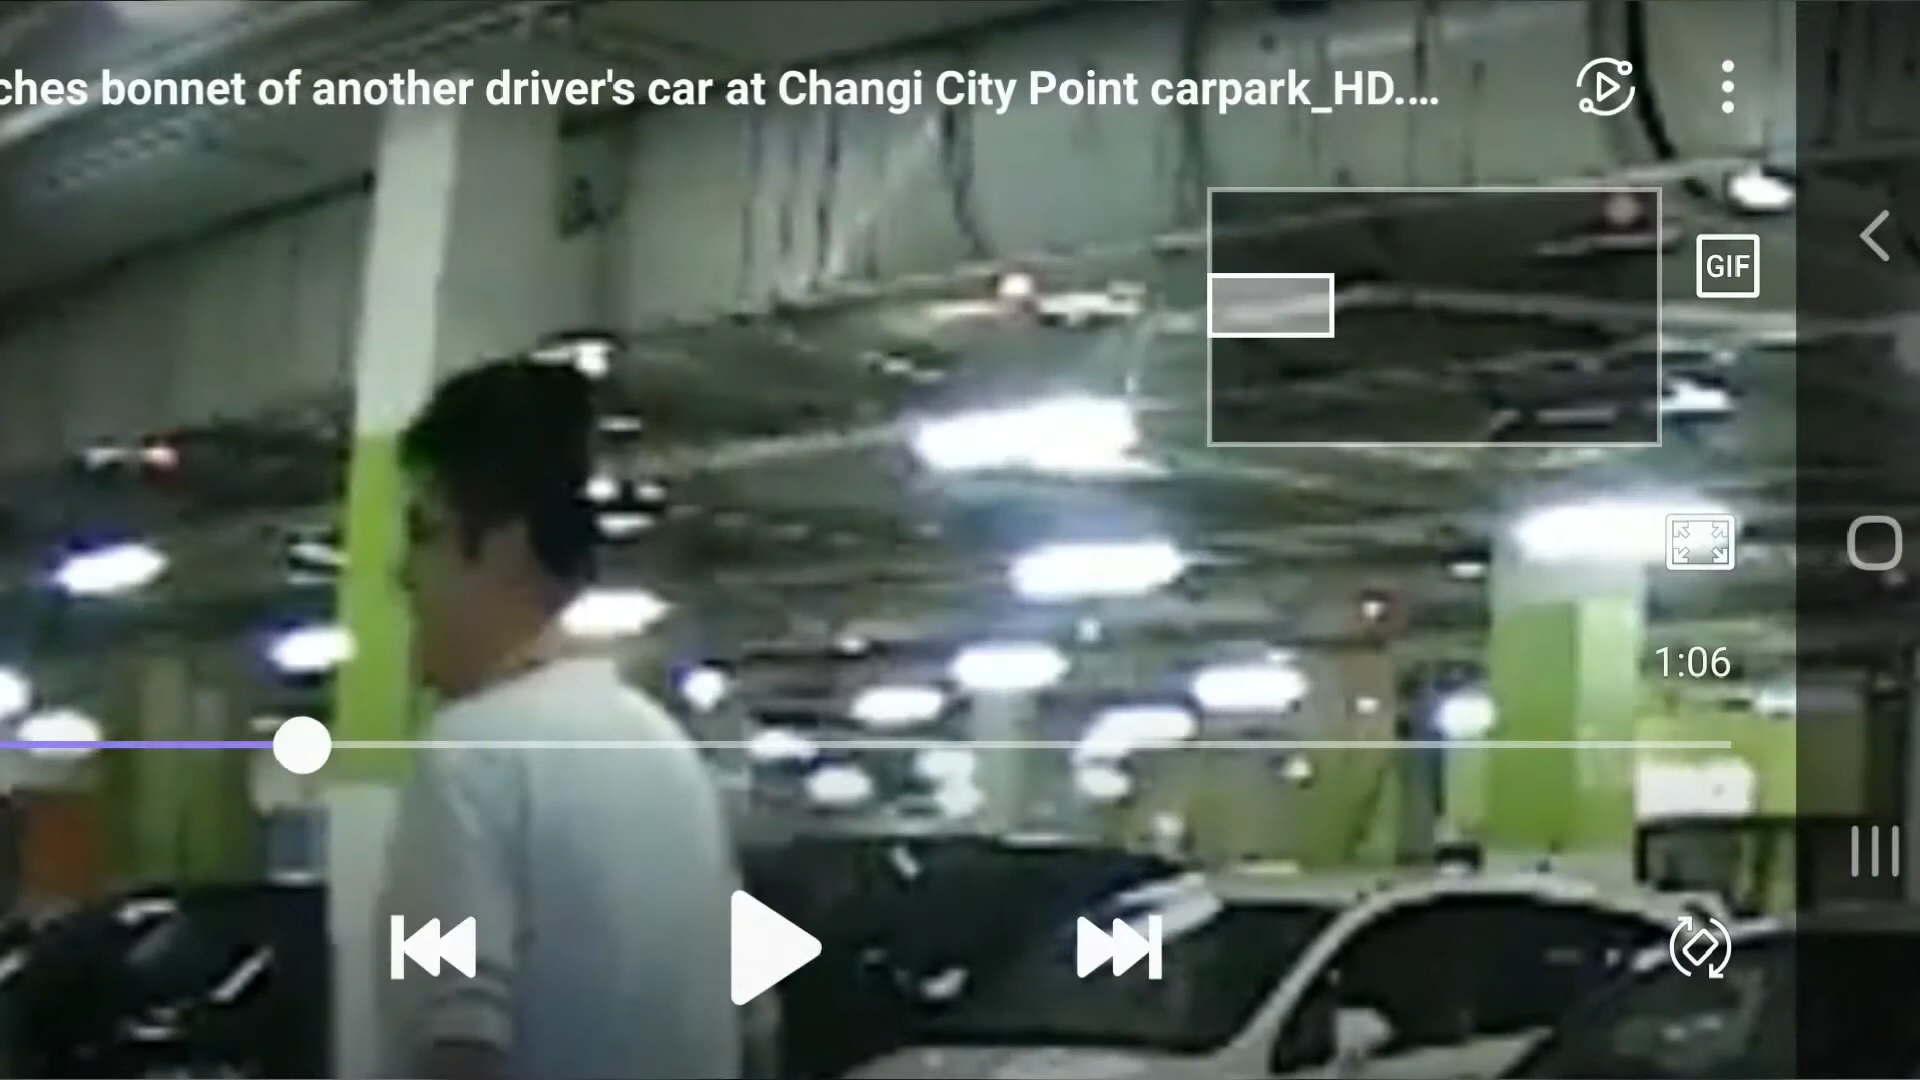 ches bonnet of another driver's car at Changi City Point carpark_HD....
GIF
1:06